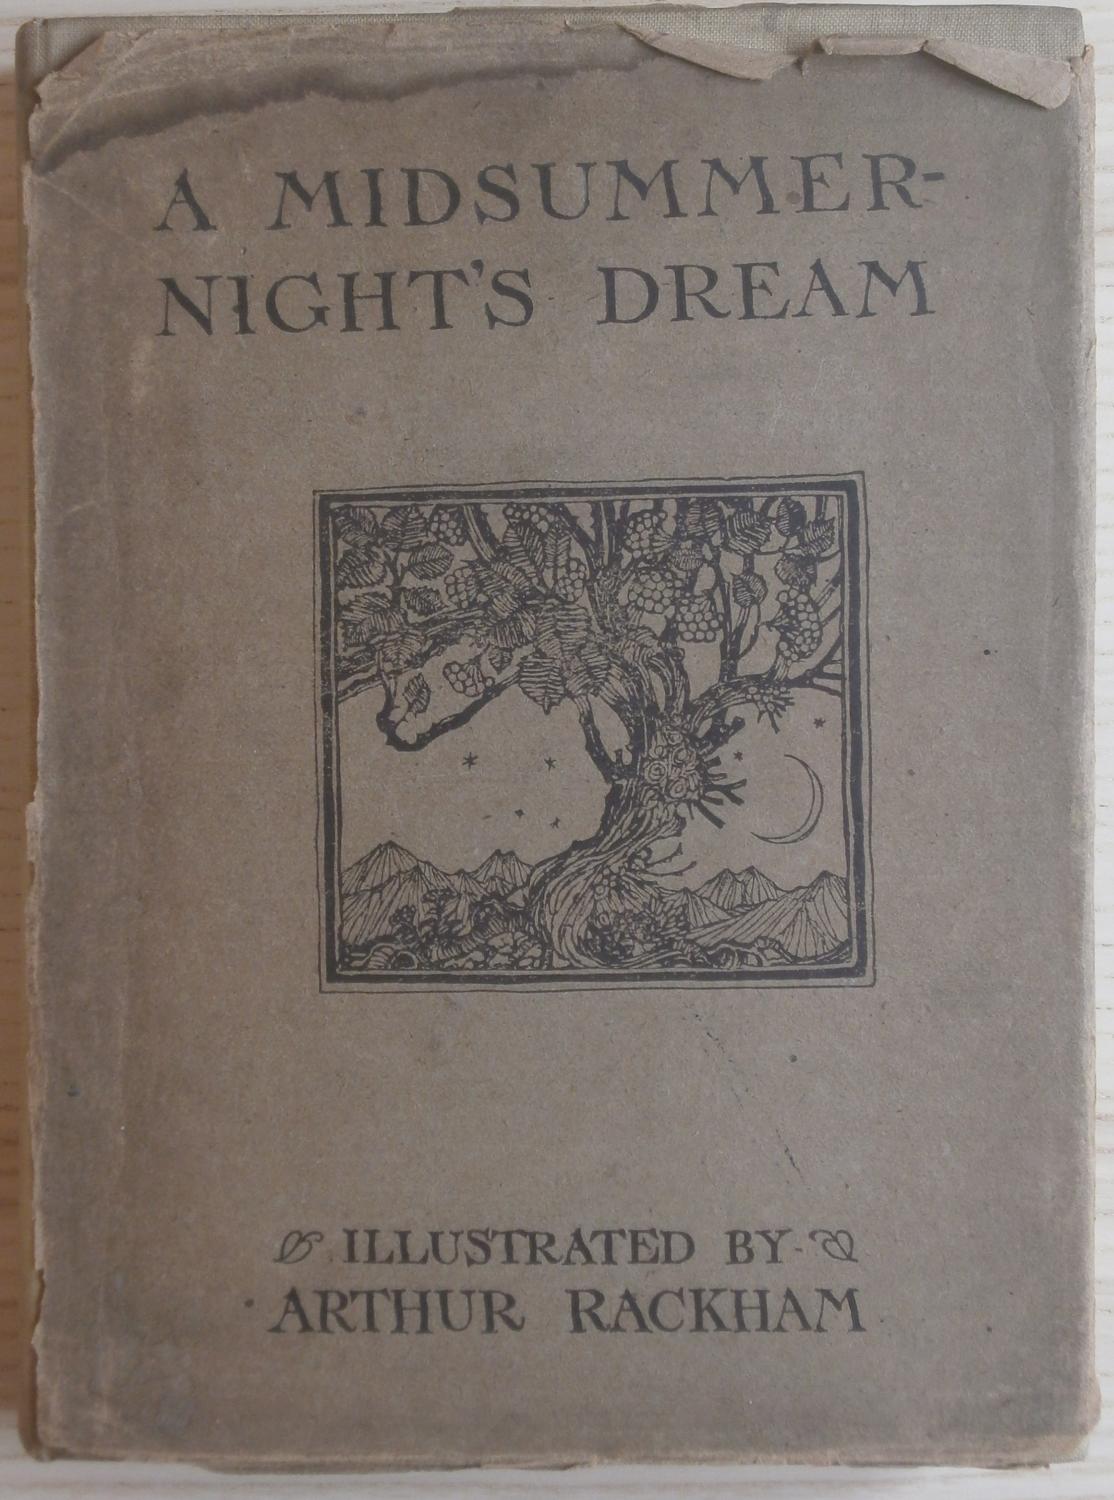 A MIDSUMMER-
NIGHT'S DREAM
ILLUSTRATED BY
ARTHUR RACKHAM